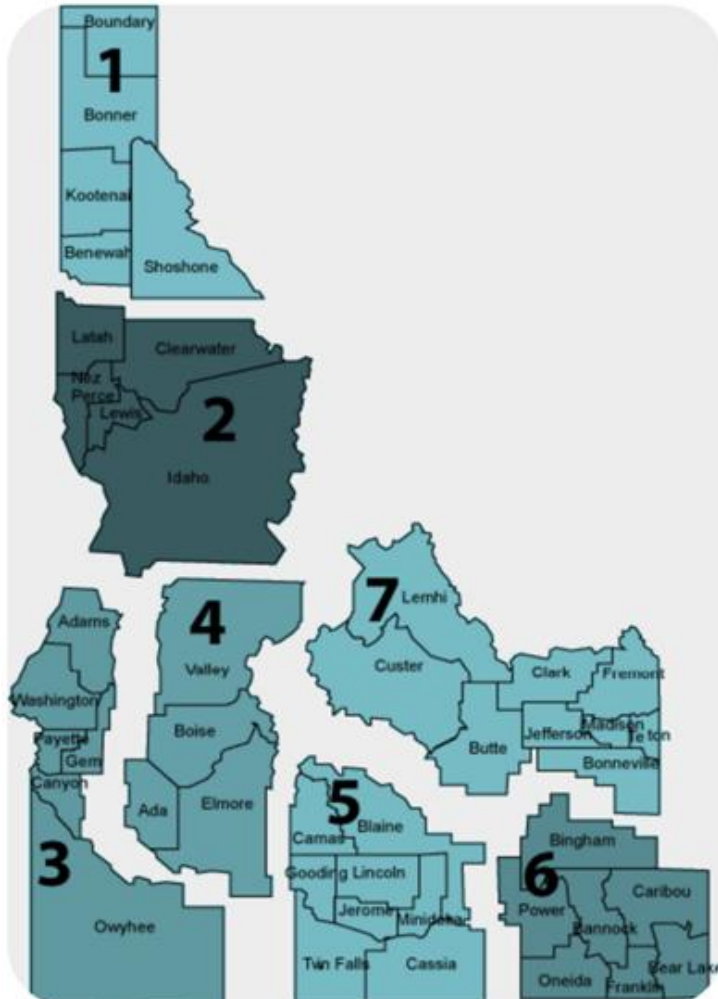 Boundary
1
Bonner
Kootenai
Benewah
Shoshone
Latah
Clearwater
Nez
Perce
Lewis
2
Idaho
7
Lemhi
4
Adams
Valley
Custer
Clark
Fremont
Washington
Boise
Madison
Jefferson
Teton
Payette
Butte
Gem
Bonneville
Canyon
Ada
Elmore
5
Blaine
Camas
Bingham
3
Gooding
Lincoln
6
Caribou
Jerome
Power
Minidoka
Owyhee
Bannock
Twin Falls
Cassia
Bear Lake
Oneida
Franklin